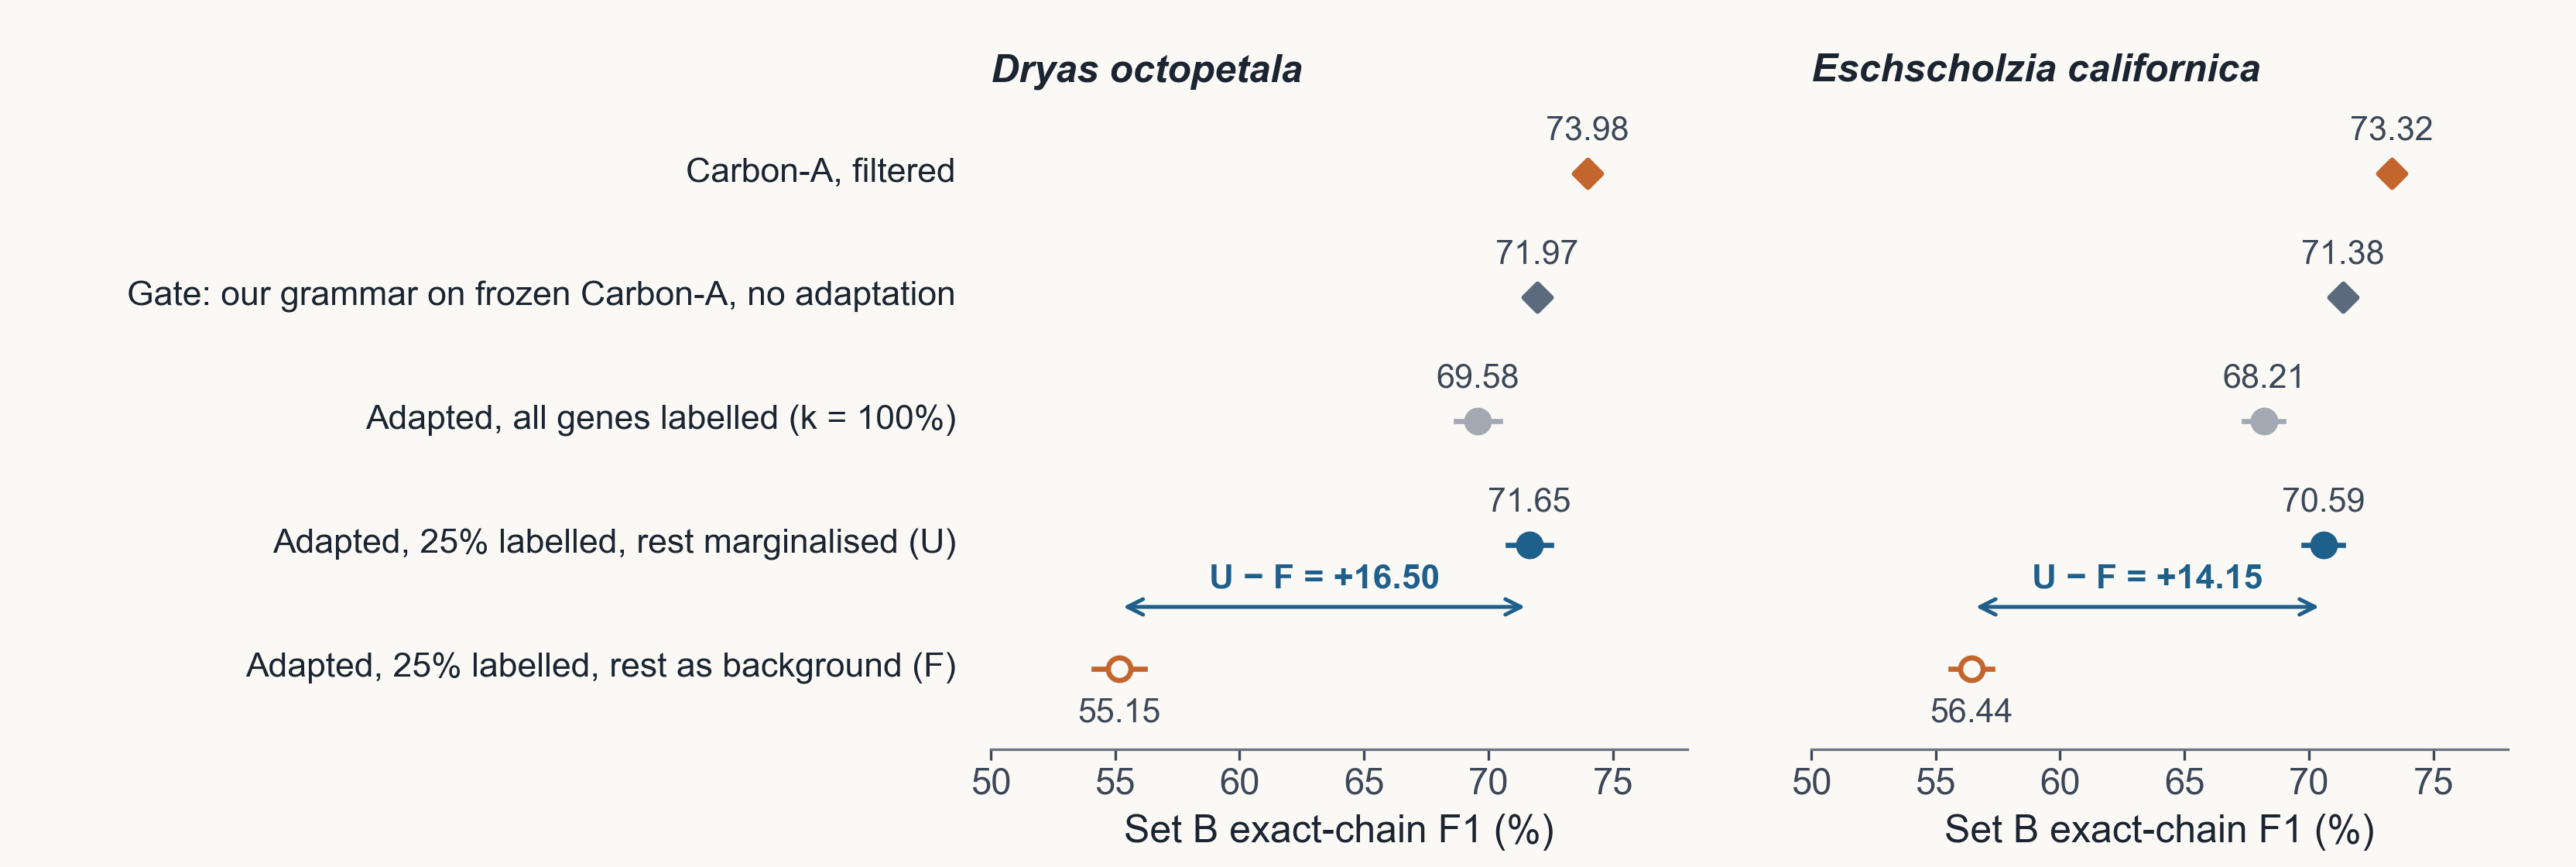 Dryas octopetala
Eschscholzia californica
73.98
73.32
Carbon-A, filtered
71.97
71.38
Gate: our grammar on frozen Carbon-A, no adaptation
69.58
68.21
Adapted, all genes labelled (k = 100%)
71.65
70.59
Adapted, 25% labelled, rest marginalised (U)
U − F = +16.50
U − F = +14.15
Adapted, 25% labelled, rest as background (F)
55.15
56.44
50 55 60 65 70 75
50 55 60 65 70 75
Set B exact-chain F1 (%)
Set B exact-chain F1 (%)